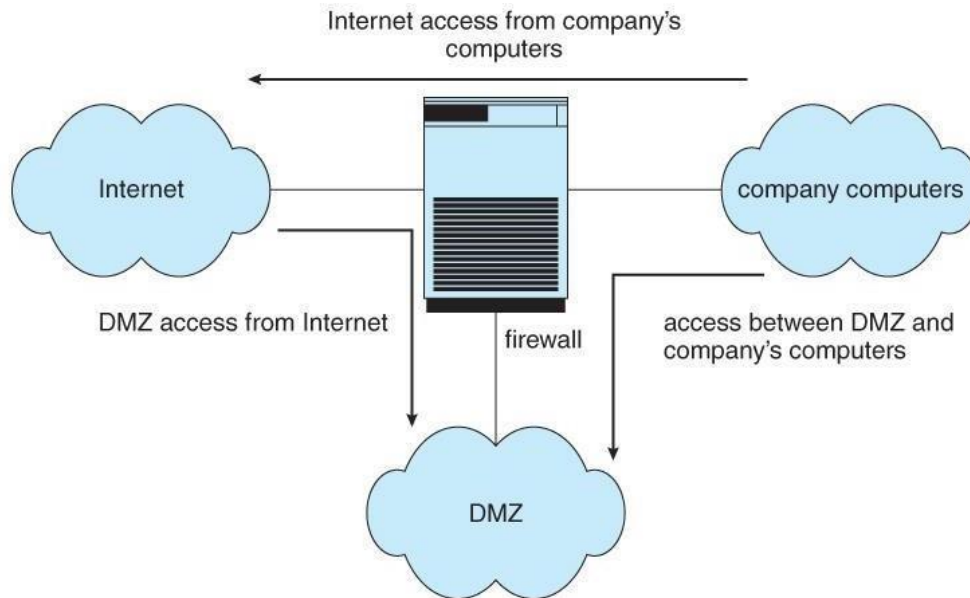 Internet access from company's
computers
Internet
company computers
DMZ access from Internet
firewall
access between DMZ and
company's computers
DMZ